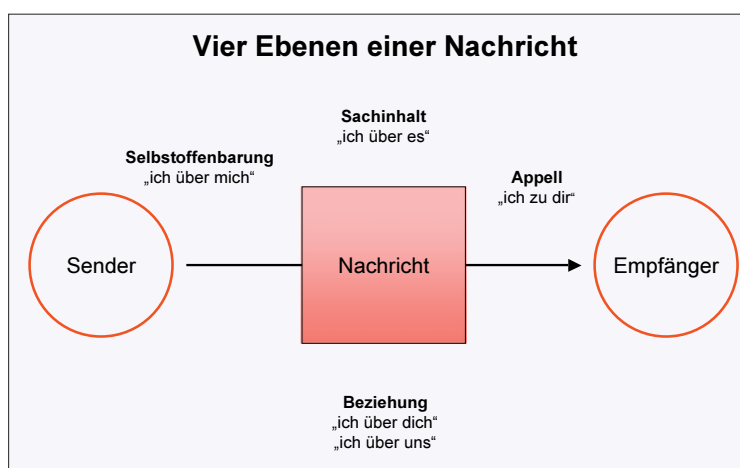 Vier Ebenen einer Nachricht
Sachinhalt
„ich über es“
Selbstoffenbarung
„ich über mich“
Appell
„ich zu dir“
Sender
Nachricht
Empfänger
Beziehung
„ich über dich“
„ich über uns“